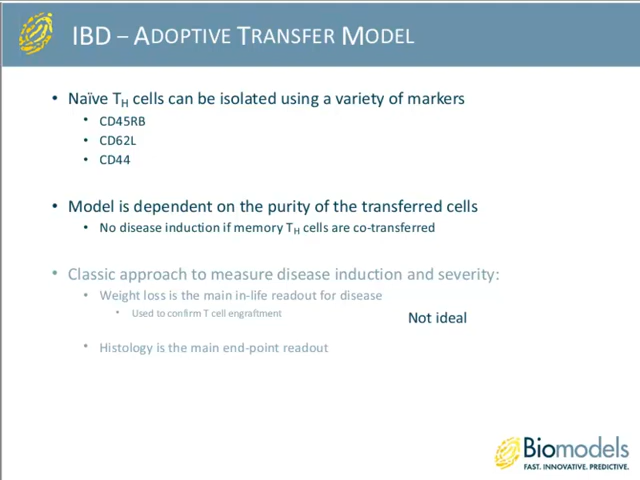 IBD – ADOPTIVE TRANSFER MODEL
• Naïve TH cells can be isolated using a variety of markers
• CD45RB
• CD62L
• CD44
• Model is dependent on the purity of the transferred cells
• No disease induction if memory TH cells are co-transferred
• Classic approach to measure disease induction and severity:
• Weight loss is the main in-life readout for disease
• Used to confirm T cell engraftment
Not ideal
• Histology is the main end-point readout
Biomodels
FAST. INNOVATIVE. PREDICTIVE.